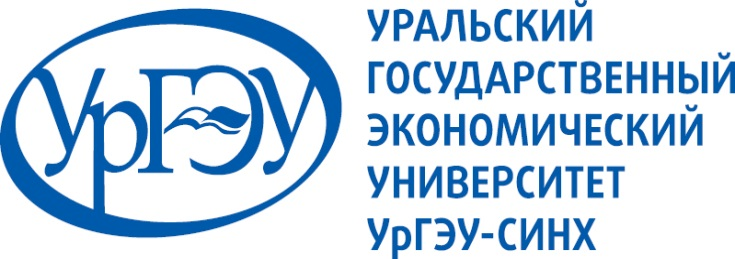 УрГЭУ
УРАЛЬСКИЙ
ГОСУДАРСТВЕННЫЙ
ЭКОНОМИЧЕСКИЙ
УНИВЕРСИТЕТ
УрГЭУ-СИНХ